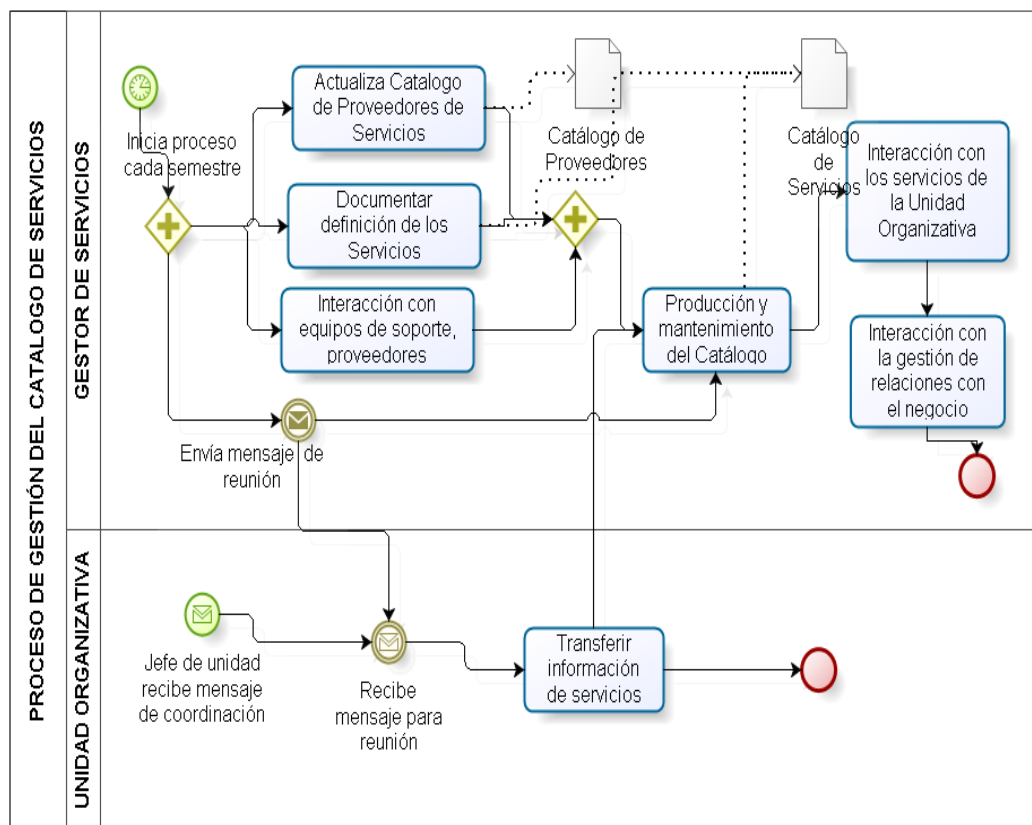 PROCESO DE GESTIÓN DEL CATALOGO DE SERVICIOS
GESTOR DE SERVICIOS
Inicia proceso
cada semestre
Actualiza Catalogo
de Proveedores de
Servicios
Documentar
definición de los
Servicios
Interacción con
equipos de soporte,
proveedores
Envía mensaje de
reunión
Catálogo de
Proveedores
Catálogo
de
Servicios
Producción y
mantenimiento
del Catálogo
Interacción con
los servicios de
la Unidad
Organizativa
Interacción con
la gestión de
relaciones con
el negocio
UNIDAD ORGANIZATIVA
Jefe de unidad
recibe mensaje
de coordinación
Recibe
mensaje para
reunión
Transferir
información
de servicios